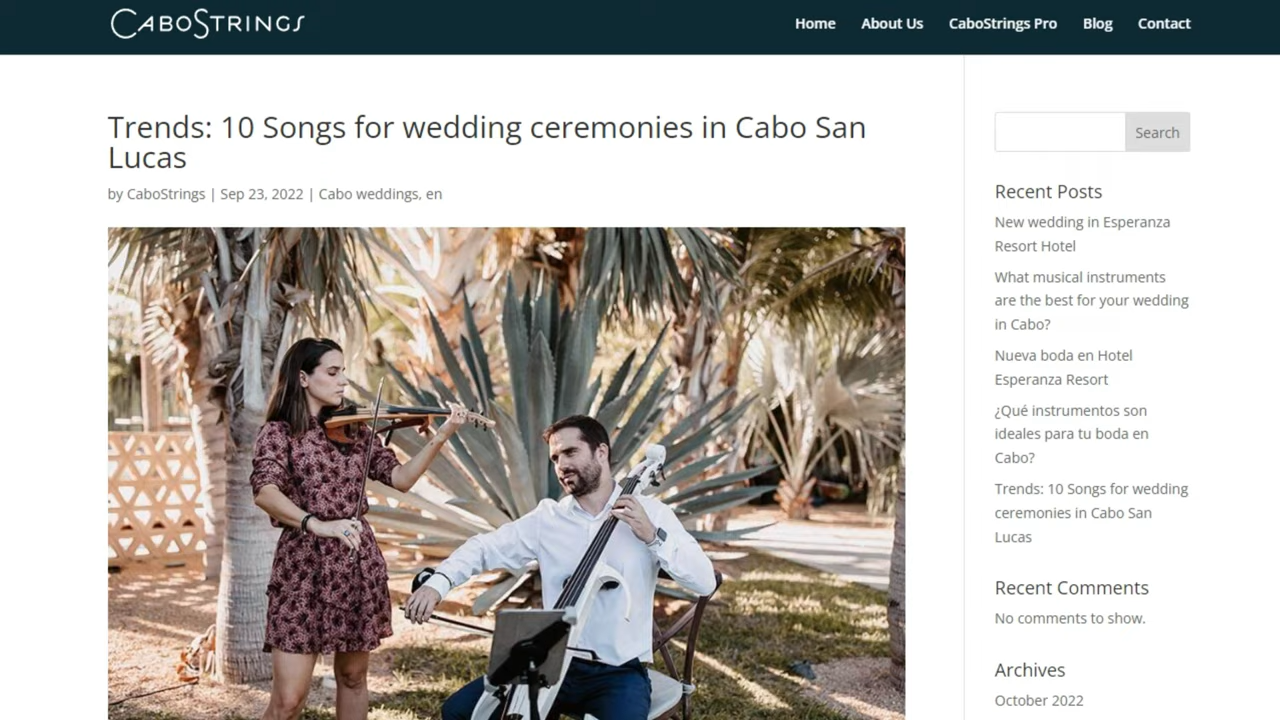 CABOSTRINGS
Home About Us CaboStrings Pro Blog Contact
Trends: 10 Songs for wedding ceremonies in Cabo San
Lucas
by CaboStrings | Sep 23, 2022 | Cabo weddings, en
Search
Recent Posts
New wedding in Esperanza
Resort Hotel
What musical instruments
are the best for your wedding
in Cabo?
Nueva boda en Hotel
Esperanza Resort
¿Qué instrumentos son
ideales para tu boda en
Cabo?
Trends: 10 Songs for wedding
ceremonies in Cabo San
Lucas
Recent Comments
No comments to show.
Archives
October 2022